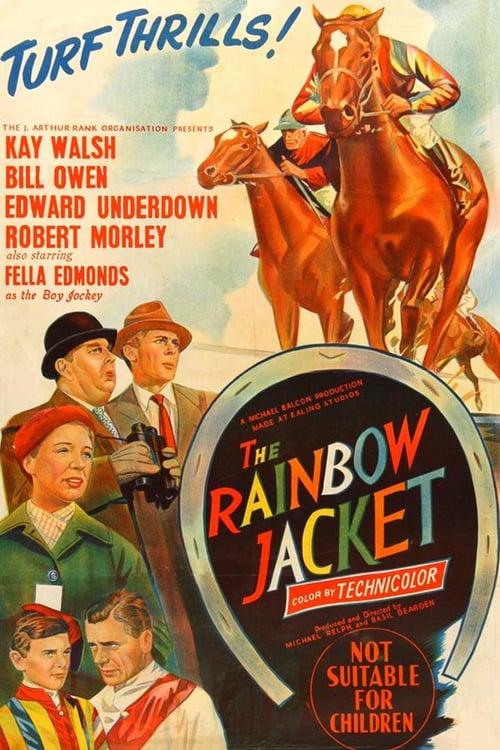 TURF THRILLS!
THE J. ARTHUR RANK ORGANISATION PRESENTS
KAY WALSH
BILL OWEN
EDWARD UNDERDOWN
ROBERT MORLEY
also starring
FELLA EDMONDS
as the Boy Jockey
A MICHAEL BALCON PRODUCTION
MADE AT EALING STUDIOS
THE
RAINBOW
JACKET
COLOR BY TECHNICOLOR
Produced and Directed by
MICHAEL RELPH and BASIL DEARDEN
NOT
SUITABLE
FOR
CHILDREN